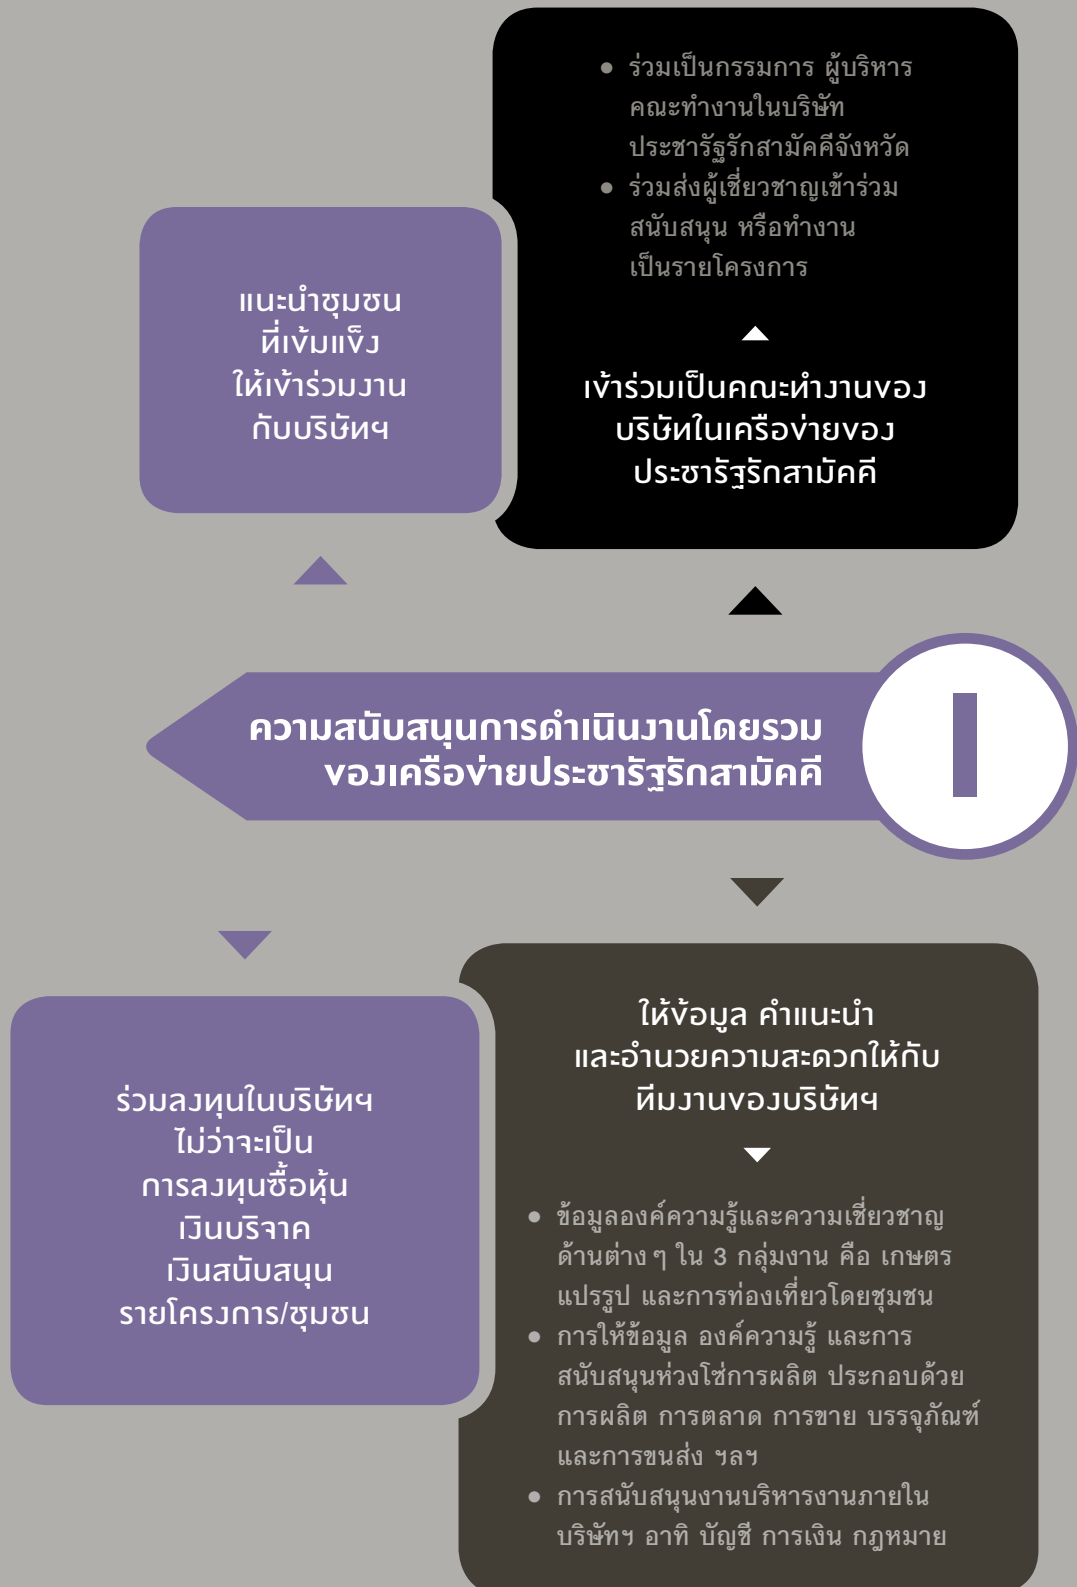 ● ร่วมเป็นกรรมการ ผู้บริหาร
คณะทำงานในบริษัท
ประชารัฐรักสามัคคีจังหวัด
● ร่วมส่งผู้เชี่ยวชาญเข้าร่วม
สนับสนุน หรือทำงาน
เป็นรายโครงการ
เข้าร่วมเป็นคณะทำงานของ
บริษัทในเครือข่ายของ
ประชารัฐรักสามัคคี
แนะนำชุมชน
ที่เข้มแข็ง
ให้เข้าร่วมงาน
กับบริษัทฯ
ความสนับสนุนการดำเนินงานโดยรวม
ของเครือข่ายประชารัฐรักสามัคคี
I
ร่วมลงทุนในบริษัทฯ
ไม่ว่าจะเป็น
การลงทุนซื้อหุ้น
เงินบริจาค
เงินสนับสนุน
รายโครงการ/ชุมชน
ให้ข้อมูล คำแนะนำ
และอำนวยความสะดวกให้กับ
ทีมงานของบริษัทฯ
● ข้อมูลองค์ความรู้และความเชี่ยวชาญ
ด้านต่าง ๆ ใน 3 กลุ่มงาน คือ เกษตร
แปรรูป และการท่องเที่ยวโดยชุมชน
● การให้ข้อมูล องค์ความรู้ และการ
สนับสนุนห่วงโซ่การผลิต ประกอบด้วย
การผลิต การตลาด การขาย บรรจุภัณฑ์
และการขนส่ง ฯลฯ
● การสนับสนุนงานบริหารงานภายใน
บริษัทฯ อาทิ บัญชี การเงิน กฎหมาย